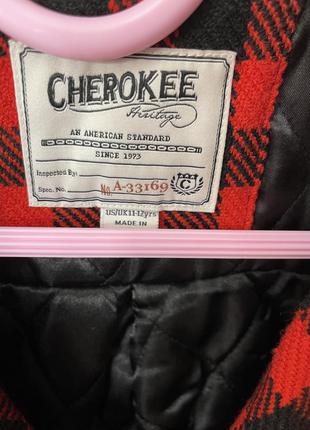 CHEROKEE
Heritage
AN AMERICAN STANDARD
SINCE 1973
Inspected By:
Spec. No. No. A-33169
C
US/UK11-12yrs
MADE IN